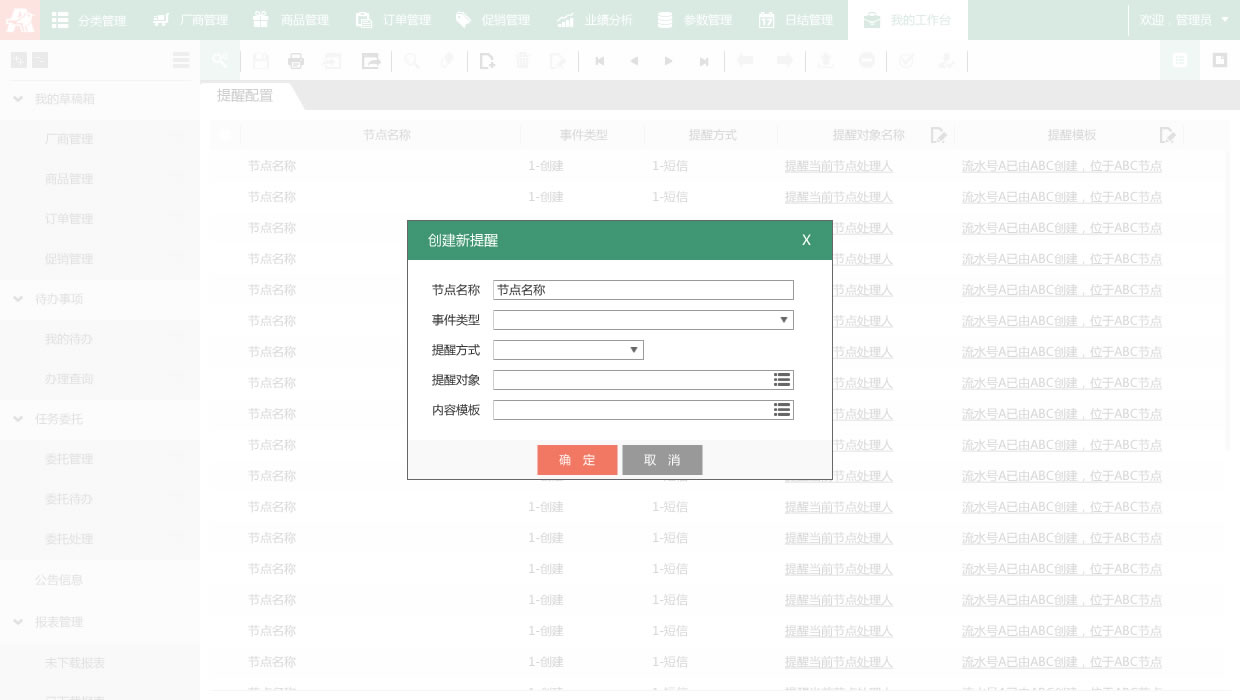 分类管理 厂商管理 商品管理 订单管理 促销管理 业绩分析 参数管理 日结管理 我的工作台 欢迎，管理员
提醒配置
我的草稿箱
厂商管理
商品管理
订单管理
促销管理
待办事项
我的待办
办理查询
任务委托
委托管理
委托待办
委托处理
公告信息
报表管理
未下载报表
节点名称 事件类型 提醒方式 提醒对象名称 提醒模板
节点名称 1-创建 1-短信 提醒当前节点处理人 流水号A已由ABC创建，位于ABC节点
节点名称 1-创建 1-短信 提醒当前节点处理人 流水号A已由ABC创建，位于ABC节点
节点名称 节点处理人 流水号A已由ABC创建，位于ABC节点
节点名称 节点处理人 流水号A已由ABC创建，位于ABC节点
节点名称 节点处理人 流水号A已由ABC创建，位于ABC节点
节点名称 节点处理人 流水号A已由ABC创建，位于ABC节点
节点名称 节点处理人 流水号A已由ABC创建，位于ABC节点
节点名称 节点处理人 流水号A已由ABC创建，位于ABC节点
节点名称 节点处理人 流水号A已由ABC创建，位于ABC节点
节点名称 节点处理人 流水号A已由ABC创建，位于ABC节点
节点名称 节点处理人 流水号A已由ABC创建，位于ABC节点
节点名称 1-创建 1-短信 提醒当前节点处理人 流水号A已由ABC创建，位于ABC节点
节点名称 1-创建 1-短信 提醒当前节点处理人 流水号A已由ABC创建，位于ABC节点
节点名称 1-创建 1-短信 提醒当前节点处理人 流水号A已由ABC创建，位于ABC节点
节点名称 1-创建 1-短信 提醒当前节点处理人 流水号A已由ABC创建，位于ABC节点
节点名称 1-创建 1-短信 提醒当前节点处理人 流水号A已由ABC创建，位于ABC节点
节点名称 1-创建 1-短信 提醒当前节点处理人 流水号A已由ABC创建，位于ABC节点
创建新提醒 X
节点名称 节点名称
事件类型
提醒方式
提醒对象
内容模板
确 定 取 消